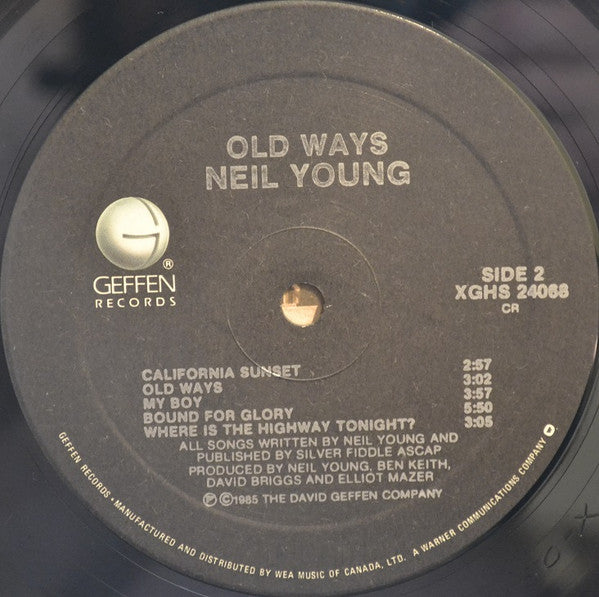 OLD WAYS
NEIL YOUNG
GEFFEN ®
RECORDS
SIDE 2
XGHS 24068
CR
CALIFORNIA SUNSET 2:57
OLD WAYS 3:02
MY BOY 3:57
BOUND FOR GLORY 5:50
WHERE IS THE HIGHWAY TONIGHT? 3:05
ALL SONGS WRITTEN BY NEIL YOUNG AND
PUBLISHED BY SILVER FIDDLE ASCAP
PRODUCED BY NEIL YOUNG, BEN KEITH,
DAVID BRIGGS AND ELLIOT MAZER
℗©1985 THE DAVID GEFFEN COMPANY
GEFFEN RECORDS • MANUFACTURED AND DISTRIBUTED BY WEA MUSIC OF CANADA, LTD. A WARNER COMMUNICATIONS COMPANY